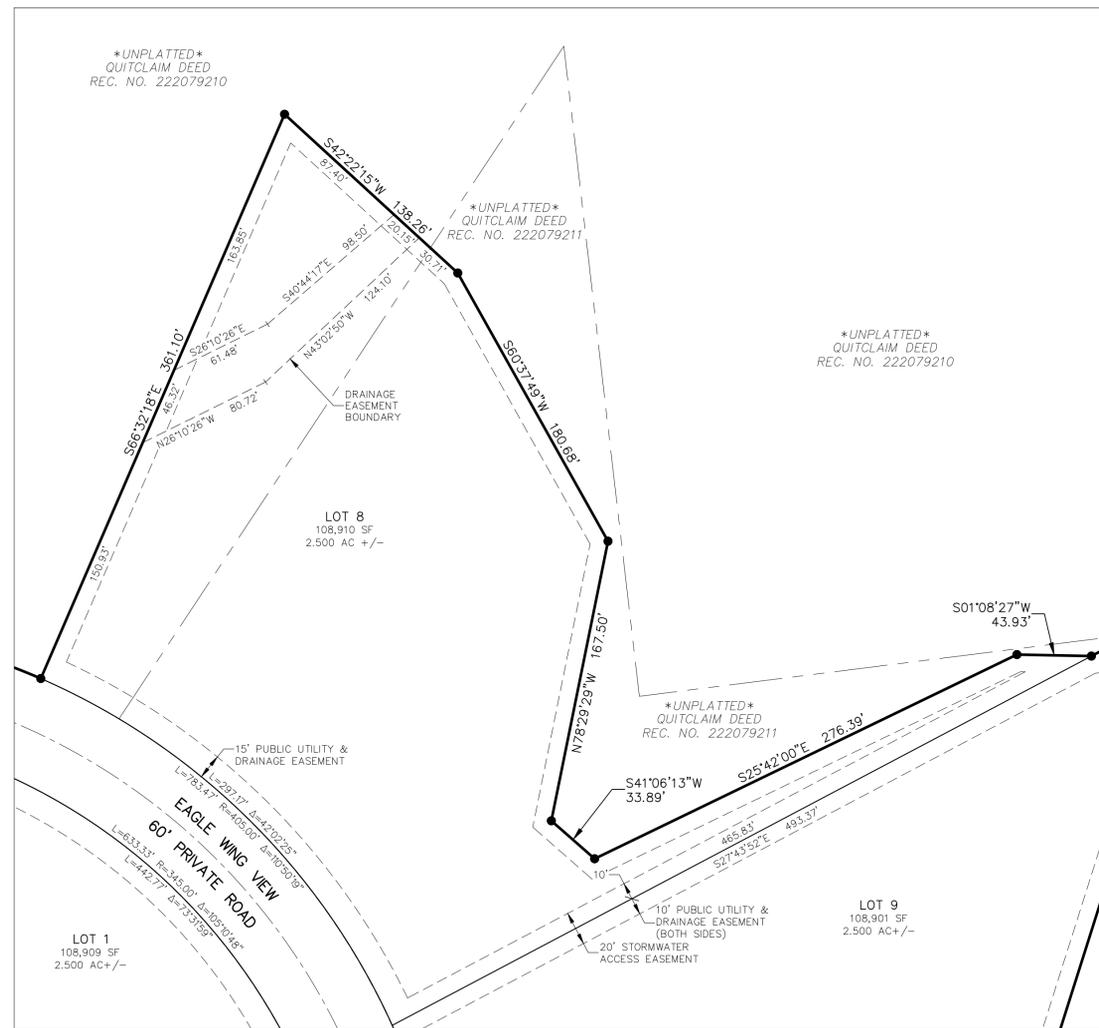 *UNPLATTED*
QUITCLAIM DEED
REC. NO. 222079210
S42°22'15"W 138.26'
87.40'
20.15'
30.71'
*UNPLATTED*
QUITCLAIM DEED
REC. NO. 222079211
163.85'
S40°44'17"E 98.50'
S26°10'26"E
61.48'
N43°02'50"W 124.10'
S66°32'18"E 361.10'
46.32'
N26°10'26"W 80.72'
DRAINAGE
EASEMENT
BOUNDARY
S60°37'49"W 180.68'
*UNPLATTED*
QUITCLAIM DEED
REC. NO. 222079210
LOT 8
108,910 SF
2.500 AC +/-
150.93'
N78°29'29"W 167.50'
S01°08'27"W
43.93'
*UNPLATTED*
QUITCLAIM DEED
REC. NO. 222079211
S25°42'00"E 276.39'
S41°06'13"W
33.89'
15' PUBLIC UTILITY &
DRAINAGE EASEMENT
L=297.17' Δ=42°02'25"
L=783.47' R=405.00' Δ=110°50'19"
EAGLE WING VIEW
60' PRIVATE ROAD
L=633.33' R=345.00' Δ=105°10'48"
L=442.77' Δ=73°31'59"
465.83'
S27°43'52"E 493.37'
10'
10' PUBLIC UTILITY &
DRAINAGE EASEMENT
(BOTH SIDES)
20' STORMWATER
ACCESS EASEMENT
LOT 9
108,901 SF
2.500 AC+/-
LOT 1
108,909 SF
2.500 AC+/-